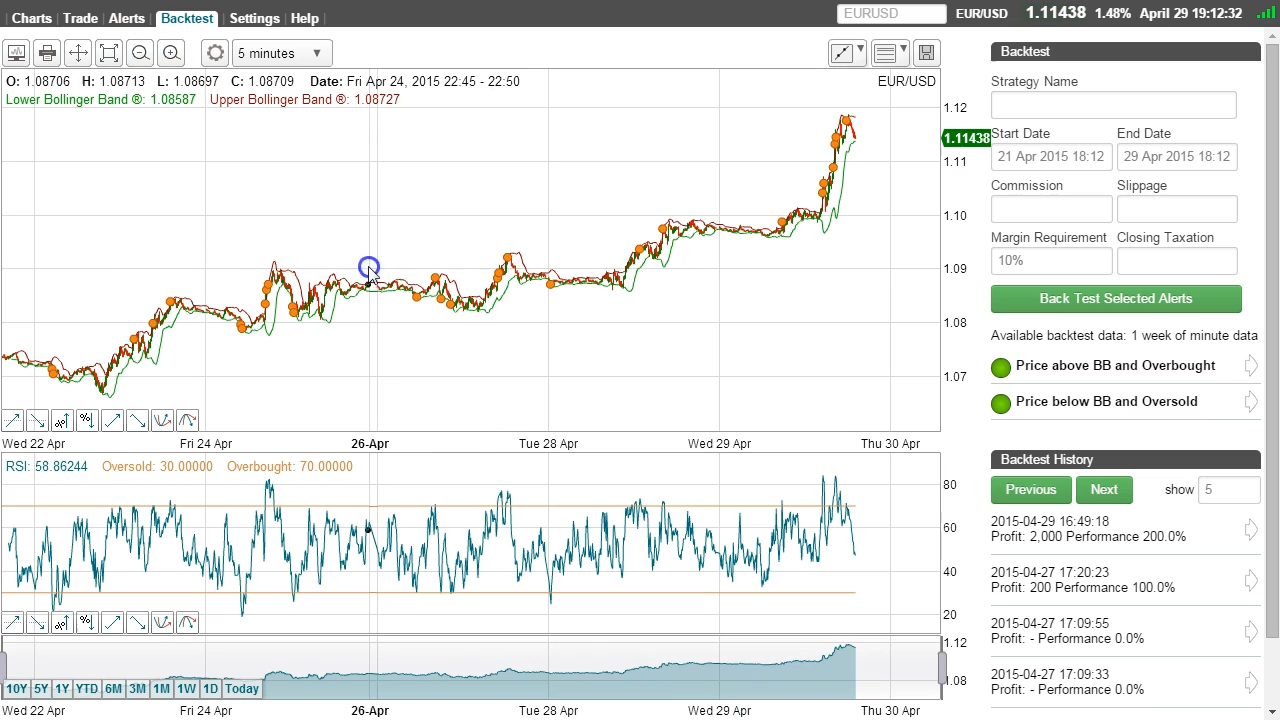 Charts | Trade | Alerts | Backtest | Settings | Help
EURUSD EUR/USD 1.11438 1.48% April 29 19:12:32
5 minutes
O: 1.08706 H: 1.08713 L: 1.08697 C: 1.08709 Date: Fri Apr 24, 2015 22:45 - 22:50 EUR/USD
Lower Bollinger Band ®: 1.08587 Upper Bollinger Band ®: 1.08727
1.12
1.11438
1.11
1.10
1.09
1.08
1.07
Wed 22 Apr Fri 24 Apr 26-Apr Tue 28 Apr Wed 29 Apr Thu 30 Apr
RSI: 58.86244 Oversold: 30.00000 Overbought: 70.00000
80
60
40
20
1.12
1.08
10Y 5Y 1Y YTD 6M 3M 1M 1W 1D Today
Wed 22 Apr Fri 24 Apr 26-Apr Tue 28 Apr Wed 29 Apr Thu 30 Apr
Backtest
Strategy Name
Start Date End Date
21 Apr 2015 18:12 29 Apr 2015 18:12
Commission Slippage
Margin Requirement Closing Taxation
10%
Back Test Selected Alerts
Available backtest data: 1 week of minute data
Price above BB and Overbought
Price below BB and Oversold
Backtest History
Previous Next show 5
2015-04-29 16:49:18
Profit: 2,000 Performance 200.0%
2015-04-27 17:20:23
Profit: 200 Performance 100.0%
2015-04-27 17:09:55
Profit: - Performance 0.0%
2015-04-27 17:09:33
Profit: - Performance 0.0%